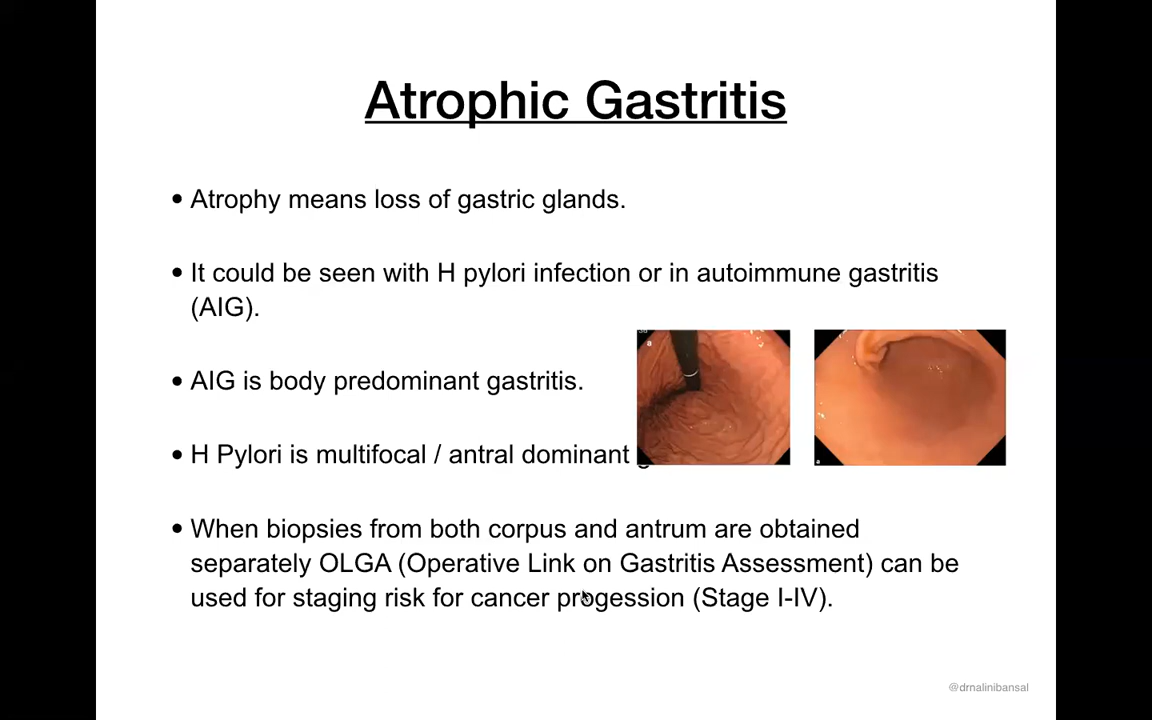 Atrophic Gastritis
• Atrophy means loss of gastric glands.
• It could be seen with H pylori infection or in autoimmune gastritis
(AIG).
• AIG is body predominant gastritis.
• H Pylori is multifocal / antral dominant
• When biopsies from both corpus and antrum are obtained
separately OLGA (Operative Link on Gastritis Assessment) can be
used for staging risk for cancer progession (Stage I-IV).
a
a
@drnalinibansal